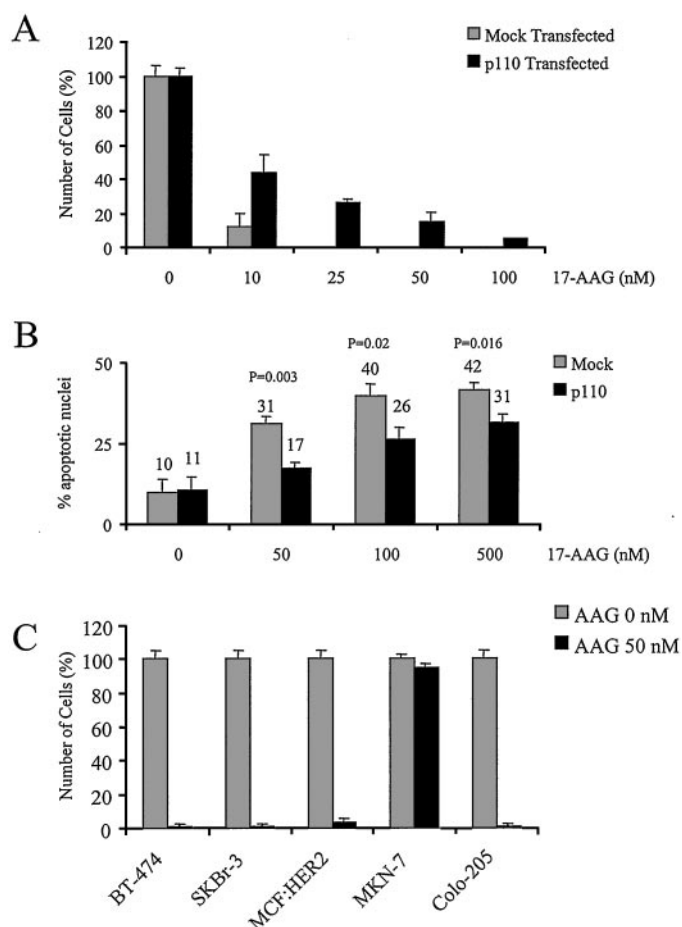 A
Number of Cells (%)
120
100
80
60
40
20
0
Mock Transfected
p110 Transfected
0 10 25 50 100 17-AAG (nM)
B
% apoptotic nuclei
50
25
0
P=0.003 P=0.02 P=0.016
10 11 31 17 40 26 42 31
Mock
p110
0 50 100 500 17-AAG (nM)
C
Number of Cells (%)
120
100
80
60
40
20
0
AAG 0 nM
AAG 50 nM
BT-474 SKBr-3 MCF:HER2 MKN-7 Colo-205